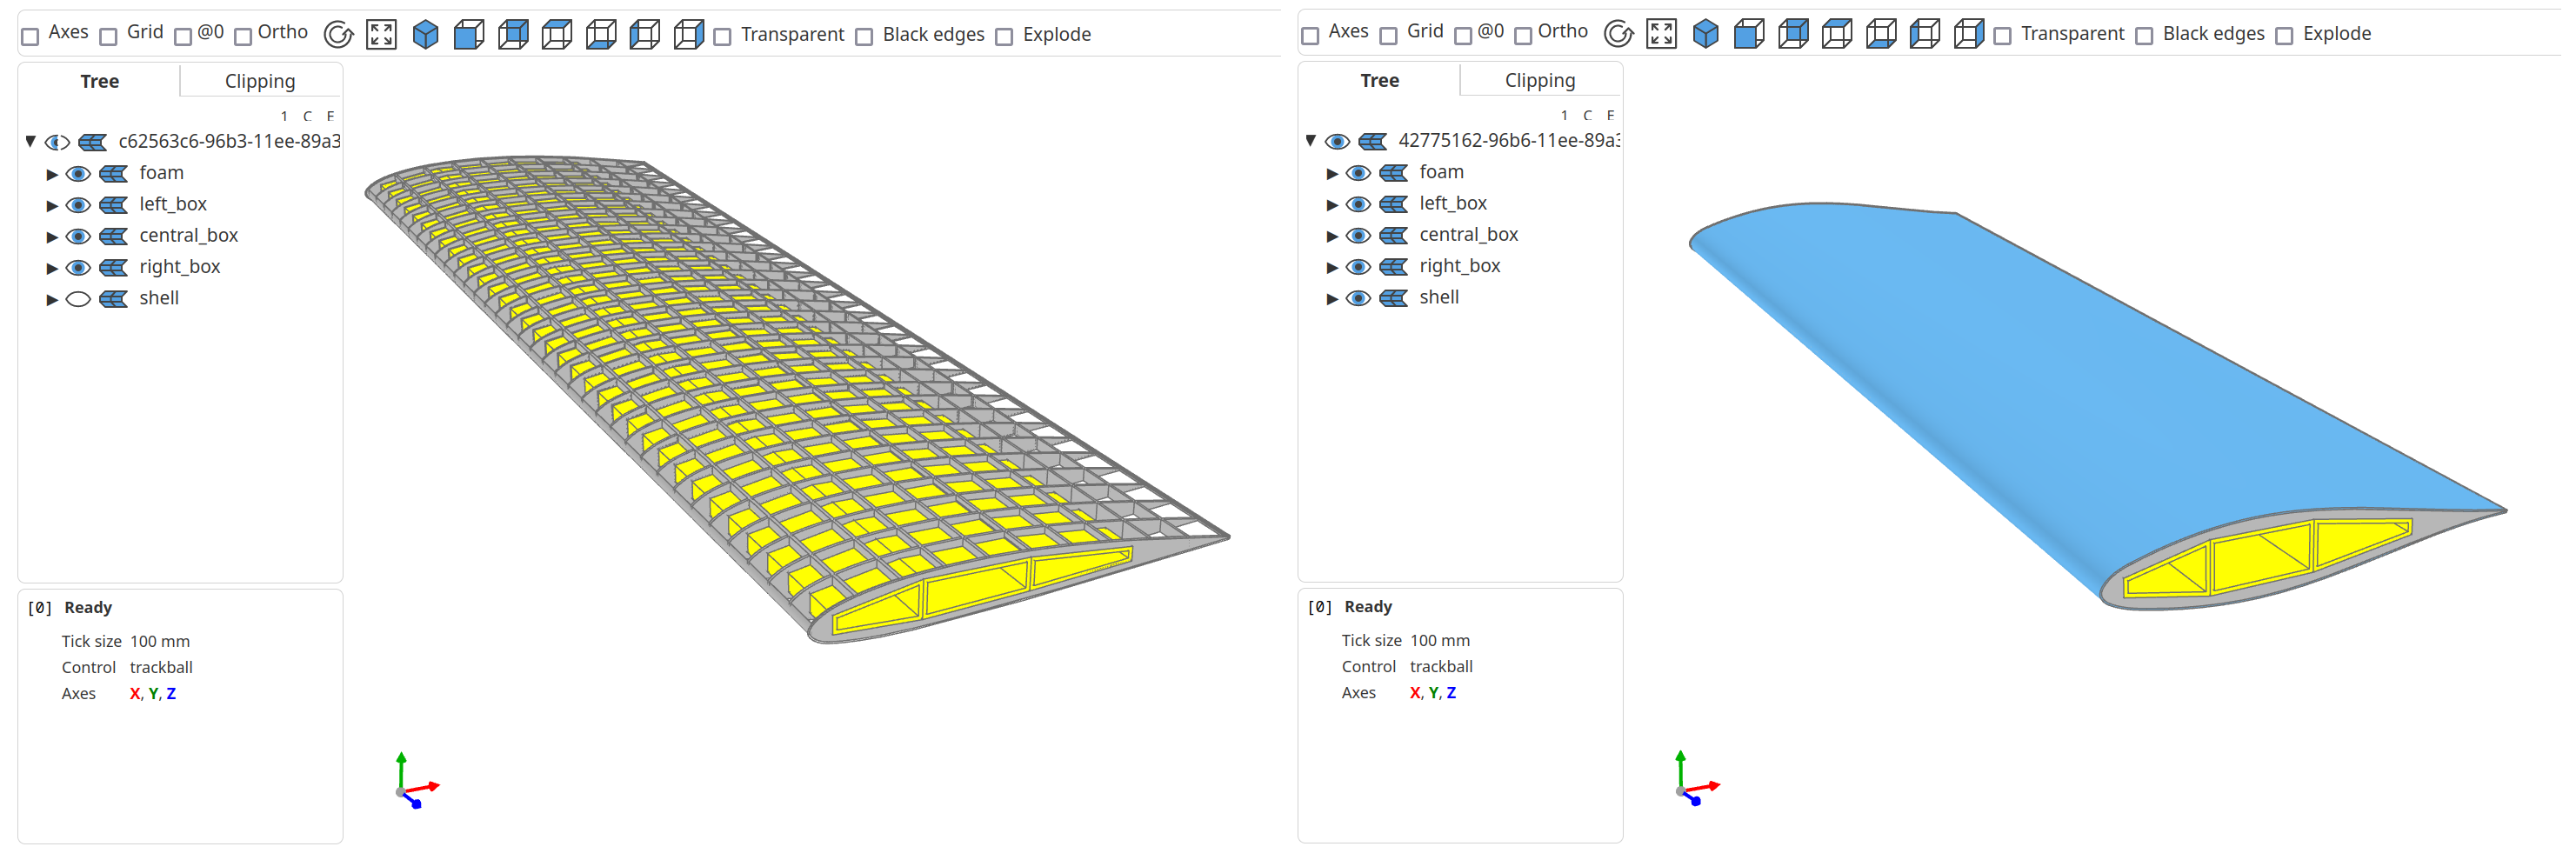 Axes Grid @0 Ortho Transparent Black edges Explode
Tree Clipping
1 C E
c62563c6-96b3-11ee-89a3
foam
left_box
central_box
right_box
shell
[0] Ready
Tick size 100 mm
Control trackball
Axes X, Y, Z
Axes Grid @0 Ortho Transparent Black edges Explode
Tree Clipping
1 C E
42775162-96b6-11ee-89a3
foam
left_box
central_box
right_box
shell
[0] Ready
Tick size 100 mm
Control trackball
Axes X, Y, Z